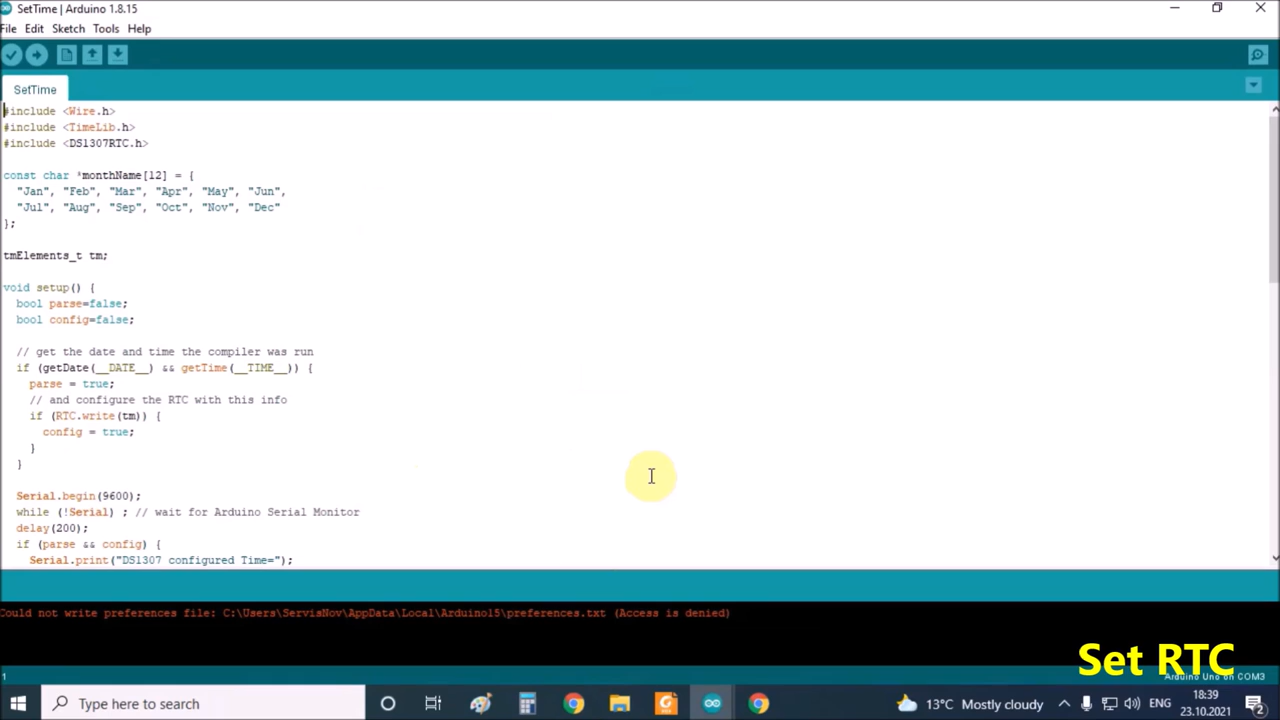 SetTime | Arduino 1.8.15
File Edit Sketch Tools Help
SetTime
#include <Wire.h>
#include <TimeLib.h>
#include <DS1307RTC.h>
const char *monthName[12] = {
"Jan", "Feb", "Mar", "Apr", "May", "Jun",
"Jul", "Aug", "Sep", "Oct", "Nov", "Dec"
};
tmElements_t tm;
void setup() {
bool parse=false;
bool config=false;
// get the date and time the compiler was run
if (getDate(__DATE__) && getTime(__TIME__)) {
parse = true;
// and configure the RTC with this info
if (RTC.write(tm)) {
config = true;
}
}
Serial.begin(9600);
while (!Serial) ; // wait for Arduino Serial Monitor
delay(200);
if (parse && config) {
Serial.print("DS1307 configured Time=");
Could not write preferences file: C:\Users\ServisNov\AppData\Local\Arduino15\preferences.txt (Access is denied)
Set RTC
1 Arduino Uno on COM3
Type here to search 13°C Mostly cloudy ENG 18:39
23.10.2021 2